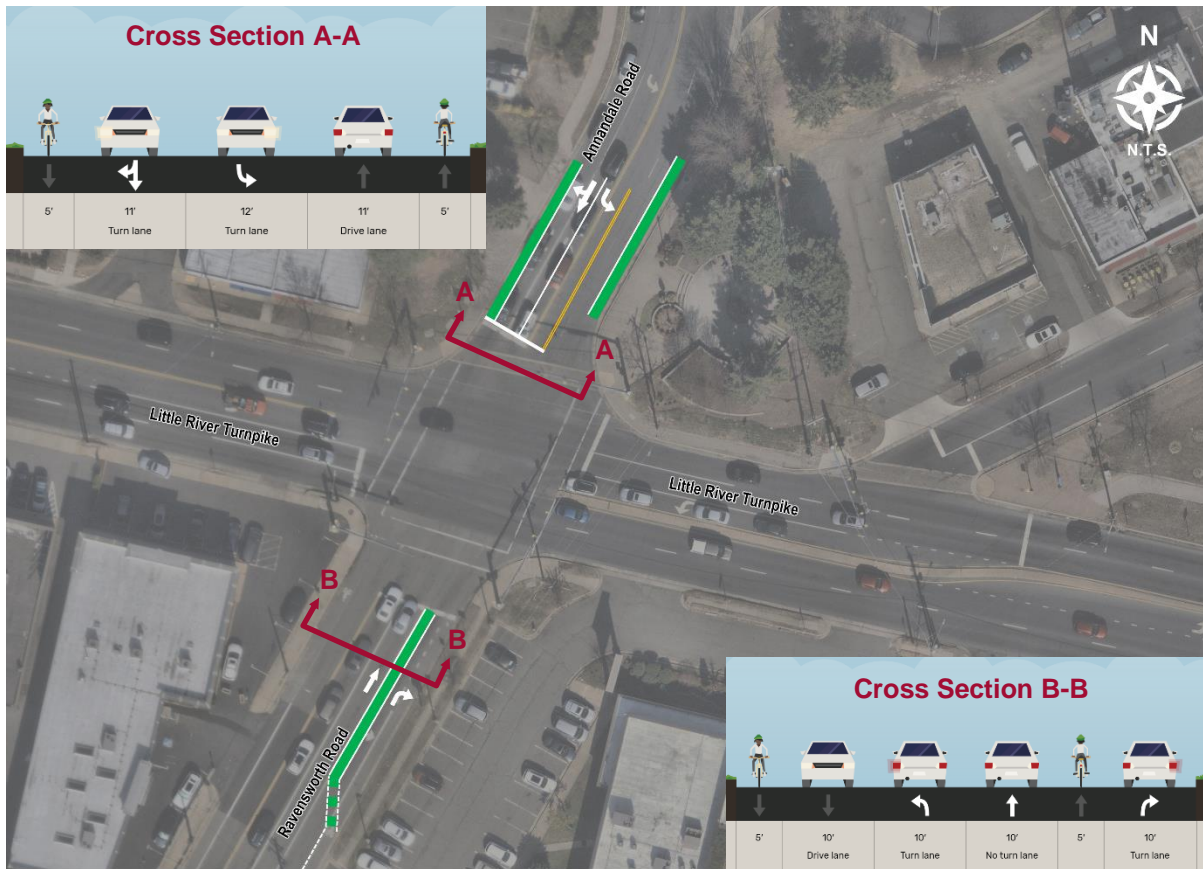 Cross Section A-A
5' 11' 12' 11' 5'
Turn lane Turn lane Drive lane
N
N.T.S.
Annandale Road
A
A
Little River Turnpike
Little River Turnpike
B
B
Ravensworth Road
Cross Section B-B
5' 10' 10' 10' 5' 10'
Drive lane Turn lane No turn lane Turn lane